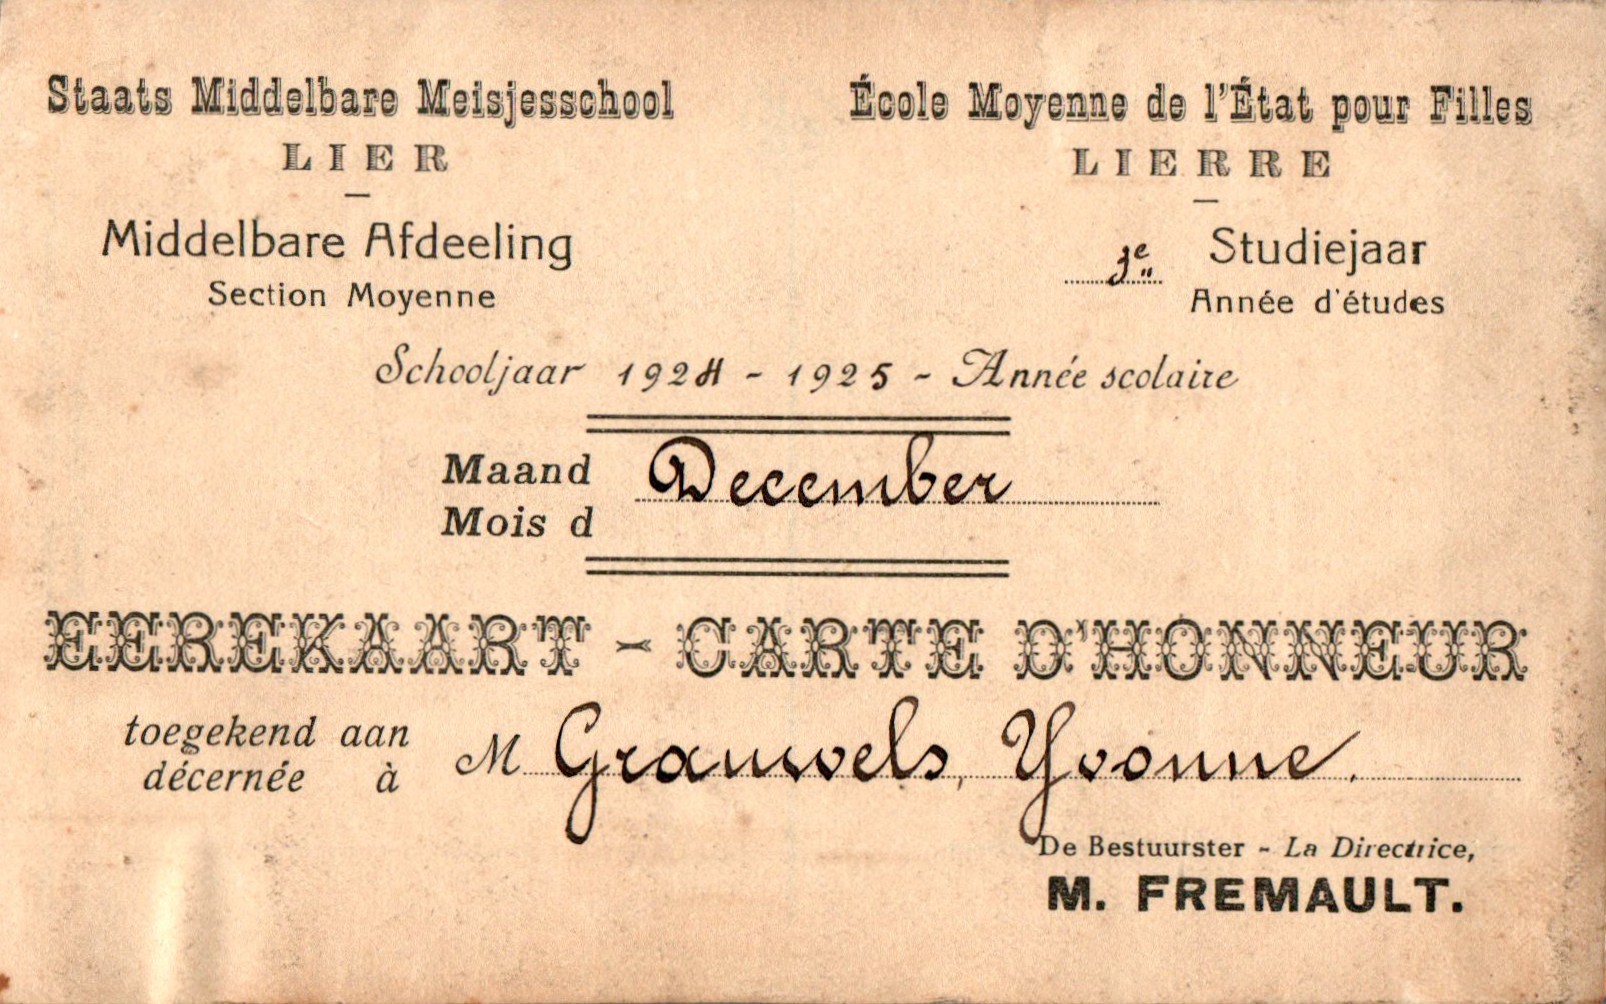 Staats Middelbare Meisjesschool
LIER
Middelbare Afdeeling
Section Moyenne
École Moyenne de l'État pour Filles
LIERRE
3e Studiejaar
Année d'études
Schooljaar 1924 - 1925 - Année scolaire
Maand December
Mois d
EEREKAART - CARTE D'HONNEUR
toegekend aan
décernée à
M Grauwels, Yvonne.
De Bestuurster - La Directrice,
M. FREMAULT.